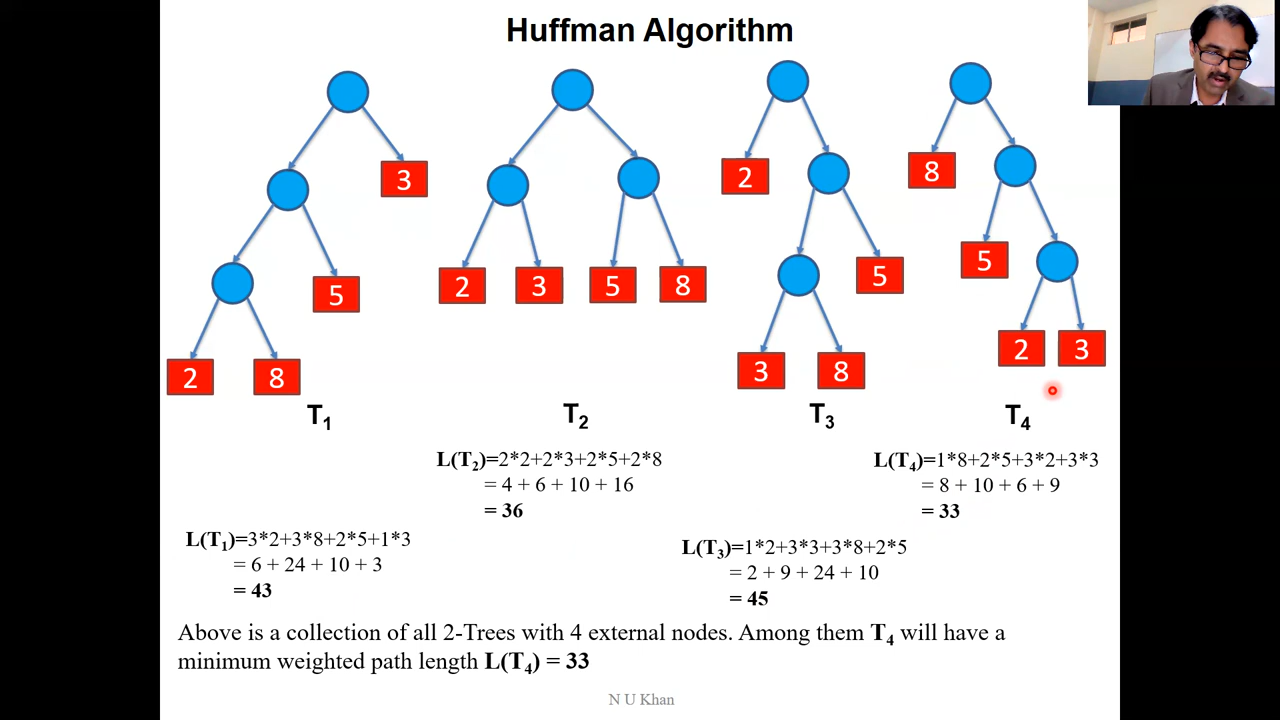 Huffman Algorithm
3
5
2 8
T1
2 3 5 8
T2
2
5
3 8
T3
8
5
2 3
T4
L(T1)=3*2+3*8+2*5+1*3
= 6 + 24 + 10 + 3
= 43
L(T2)=2*2+2*3+2*5+2*8
= 4 + 6 + 10 + 16
= 36
L(T3)=1*2+3*3+3*8+2*5
= 2 + 9 + 24 + 10
= 45
L(T4)=1*8+2*5+3*2+3*3
= 8 + 10 + 6 + 9
= 33
Above is a collection of all 2-Trees with 4 external nodes. Among them T4 will have a
minimum weighted path length L(T4) = 33
N U Khan